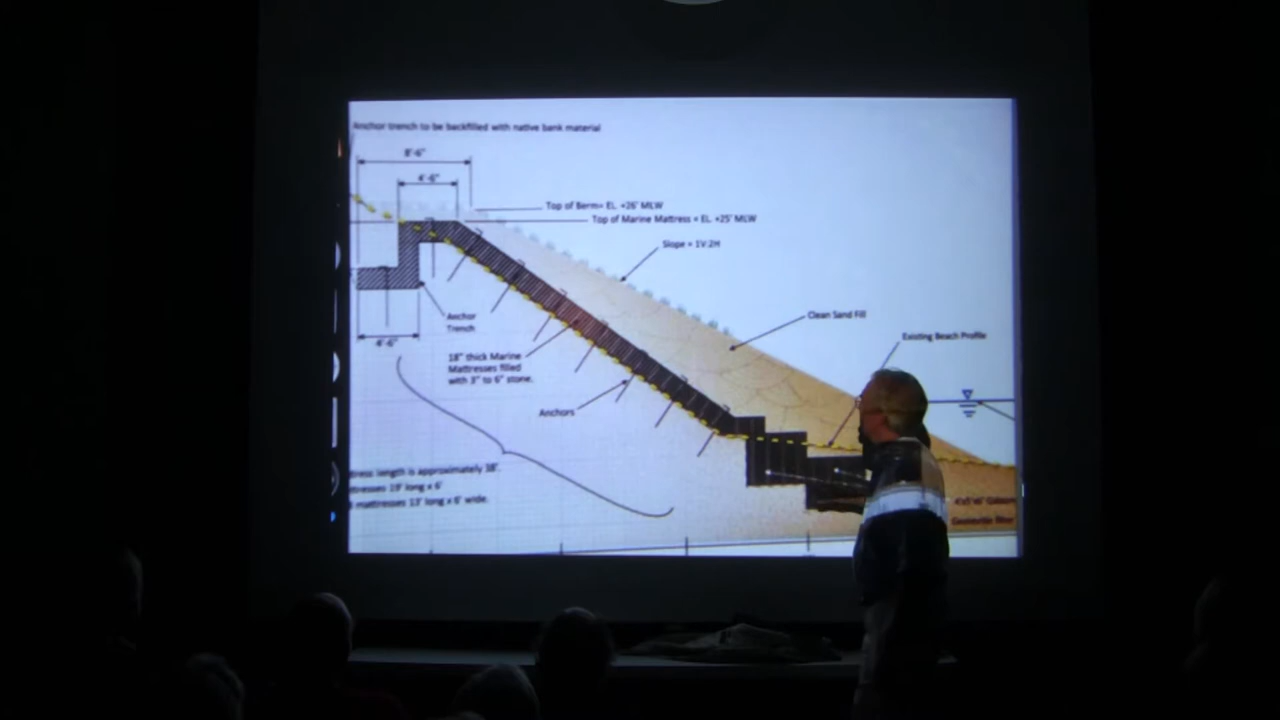 Anchor trench to be backfilled with native bank material
8'-6"
4'-6"
Top of Berm= EL. +26' MLW
Top of Marine Mattress = EL. +25' MLW
Slope = 1V:2H
Clean Sand Fill
Existing Beach Profile
Anchor
Trench
4'-6"
18" thick Marine
Mattresses filled
with 3" to 6" stone.
Anchors
length is approximately 38'.
19' long x 6'
mattresses 13' long x 6' wide.